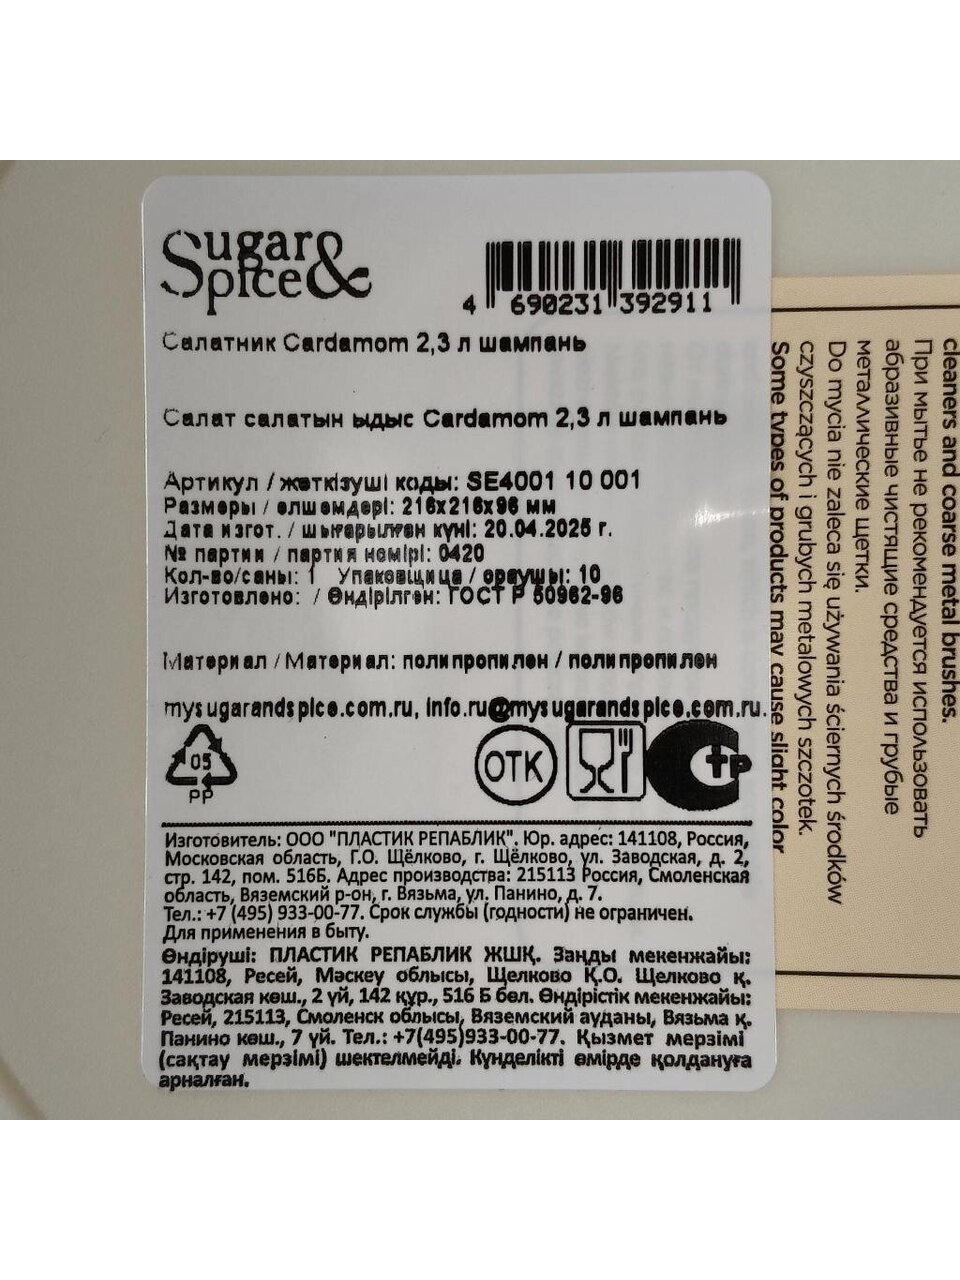 Sugar &
Spice
4 690231 392911
Салатник Cardamom 2,3 л шампань
Салат салатын ыдыс Cardamom 2,3 л шампань
Артикул / жеткізуші коды: SE4001 10 001
Размеры / өлшемдері: 216x216x96 мм
Дата изгот. / шығарылған күні: 20.04.2025 г.
№ партии / партия нөмірі: 0420
Кол-во/саны: 1 Упаковщица / ораушы: 10
Изготовлено: / Өндірілген: ГОСТ Р 50962-96
Материал / Материал: полипропилен / полипропилен
mysugarandspice.com.ru, info.ru@mysugarandspice.com.ru.
05
PP
ОТК
Изготовитель: ООО "ПЛАСТИК РЕПАБЛИК". Юр. адрес: 141108, Россия,
Московская область, Г.О. Щёлково, г. Щёлково, ул. Заводская, д. 2,
стр. 142, пом. 516Б. Адрес производства: 215113 Россия, Смоленская
область, Вяземский р-он, г. Вязьма, ул. Панино, д. 7.
Тел.: +7 (495) 933-00-77. Срок службы (годности) не ограничен.
Для применения в быту.
Өндіруші: ПЛАСТИК РЕПАБЛИК ЖШҚ. Заңды мекенжайы:
141108, Ресей, Мәскеу облысы, Щелково Қ.О. Щелково қ.
Заводская көш., 2 үй, 142 құр., 516 Б бөл. Өндірістік мекенжайы:
Ресей, 215113, Смоленск облысы, Вяземский ауданы, Вязьма қ.
Панино көш., 7 үй. Тел.: +7(495)933-00-77. Қызмет мерзімі
(сақтау мерзімі) шектелмейді. Күнделікті өмірде қолдануға
арналған.
cleaners and coarse metal brushes.
При мытье не рекомендуется использовать
абразивные чистящие средства и грубые
металлические щетки.
Do mycia nie zaleca się używania ściernych środków
czyszczących i grubych metalowych szczotek.
Some types of products may cause slight color